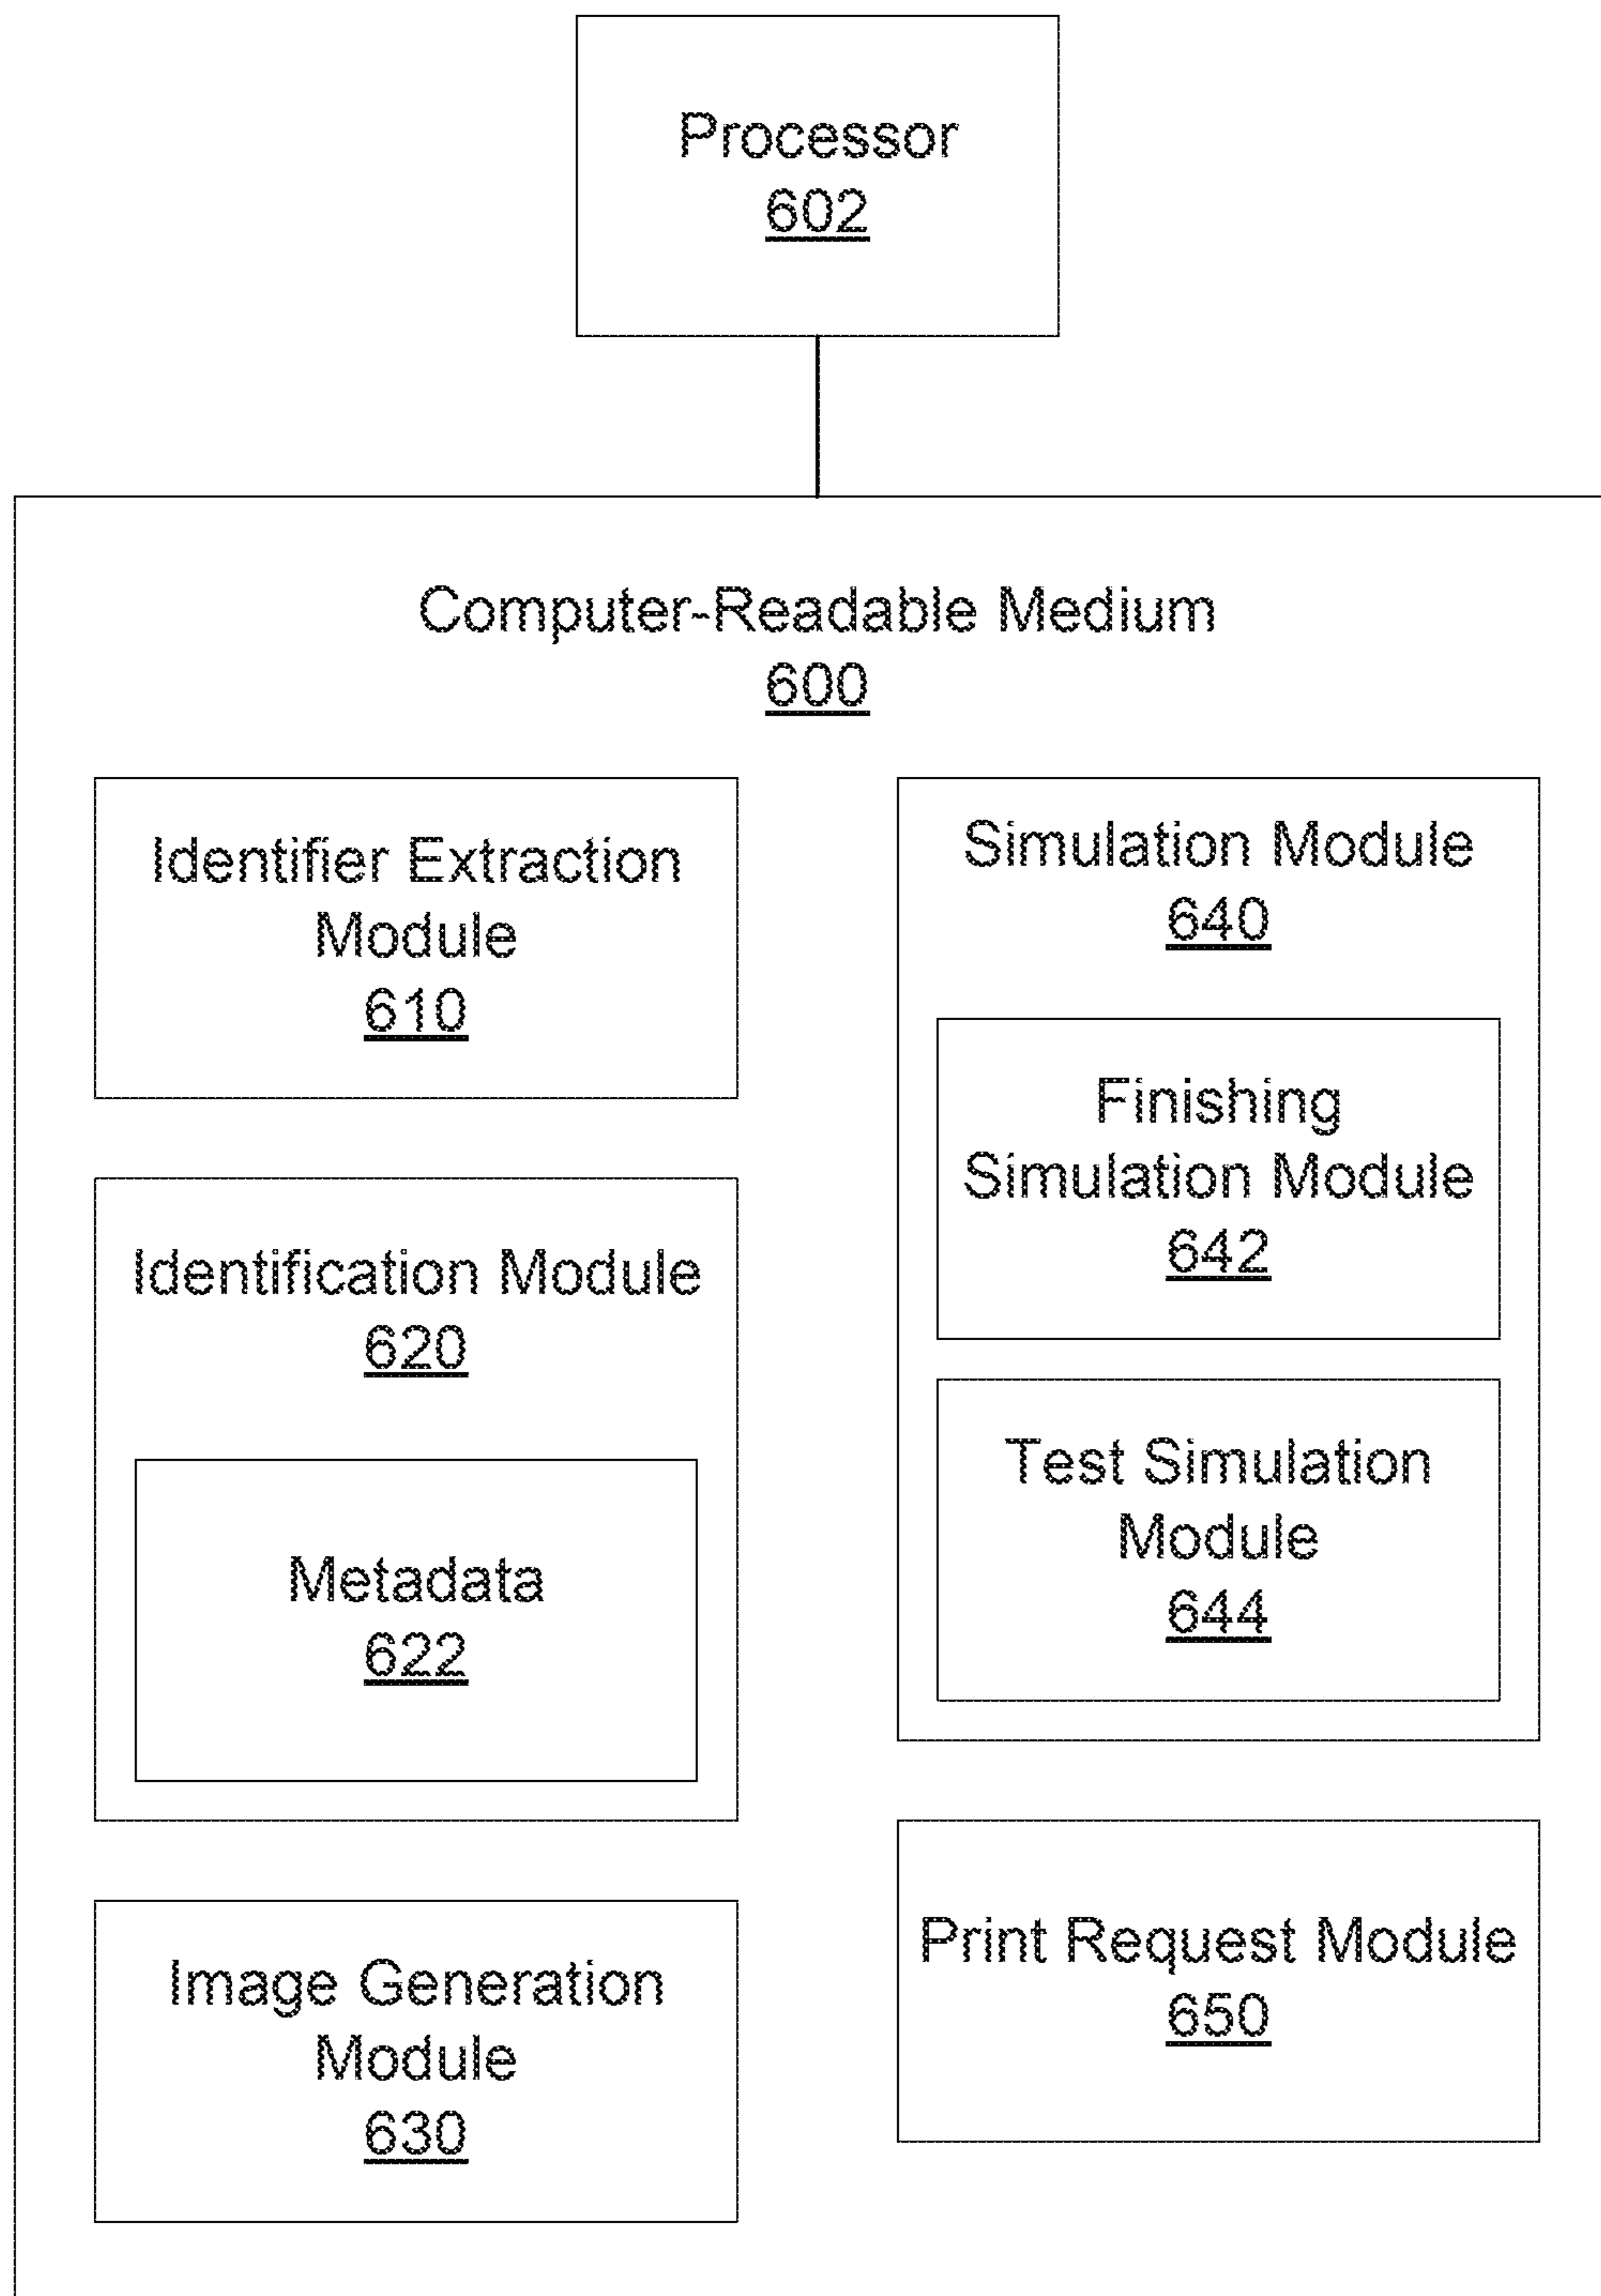 Processor
602
Computer-Readable Medium
600
Identifier Extraction
Module
610
Identification Module
620
Metadata
622
Image Generation
Module
630
Simulation Module
640
Finishing
Simulation Module
642
Test Simulation
Module
644
Print Request Module
650